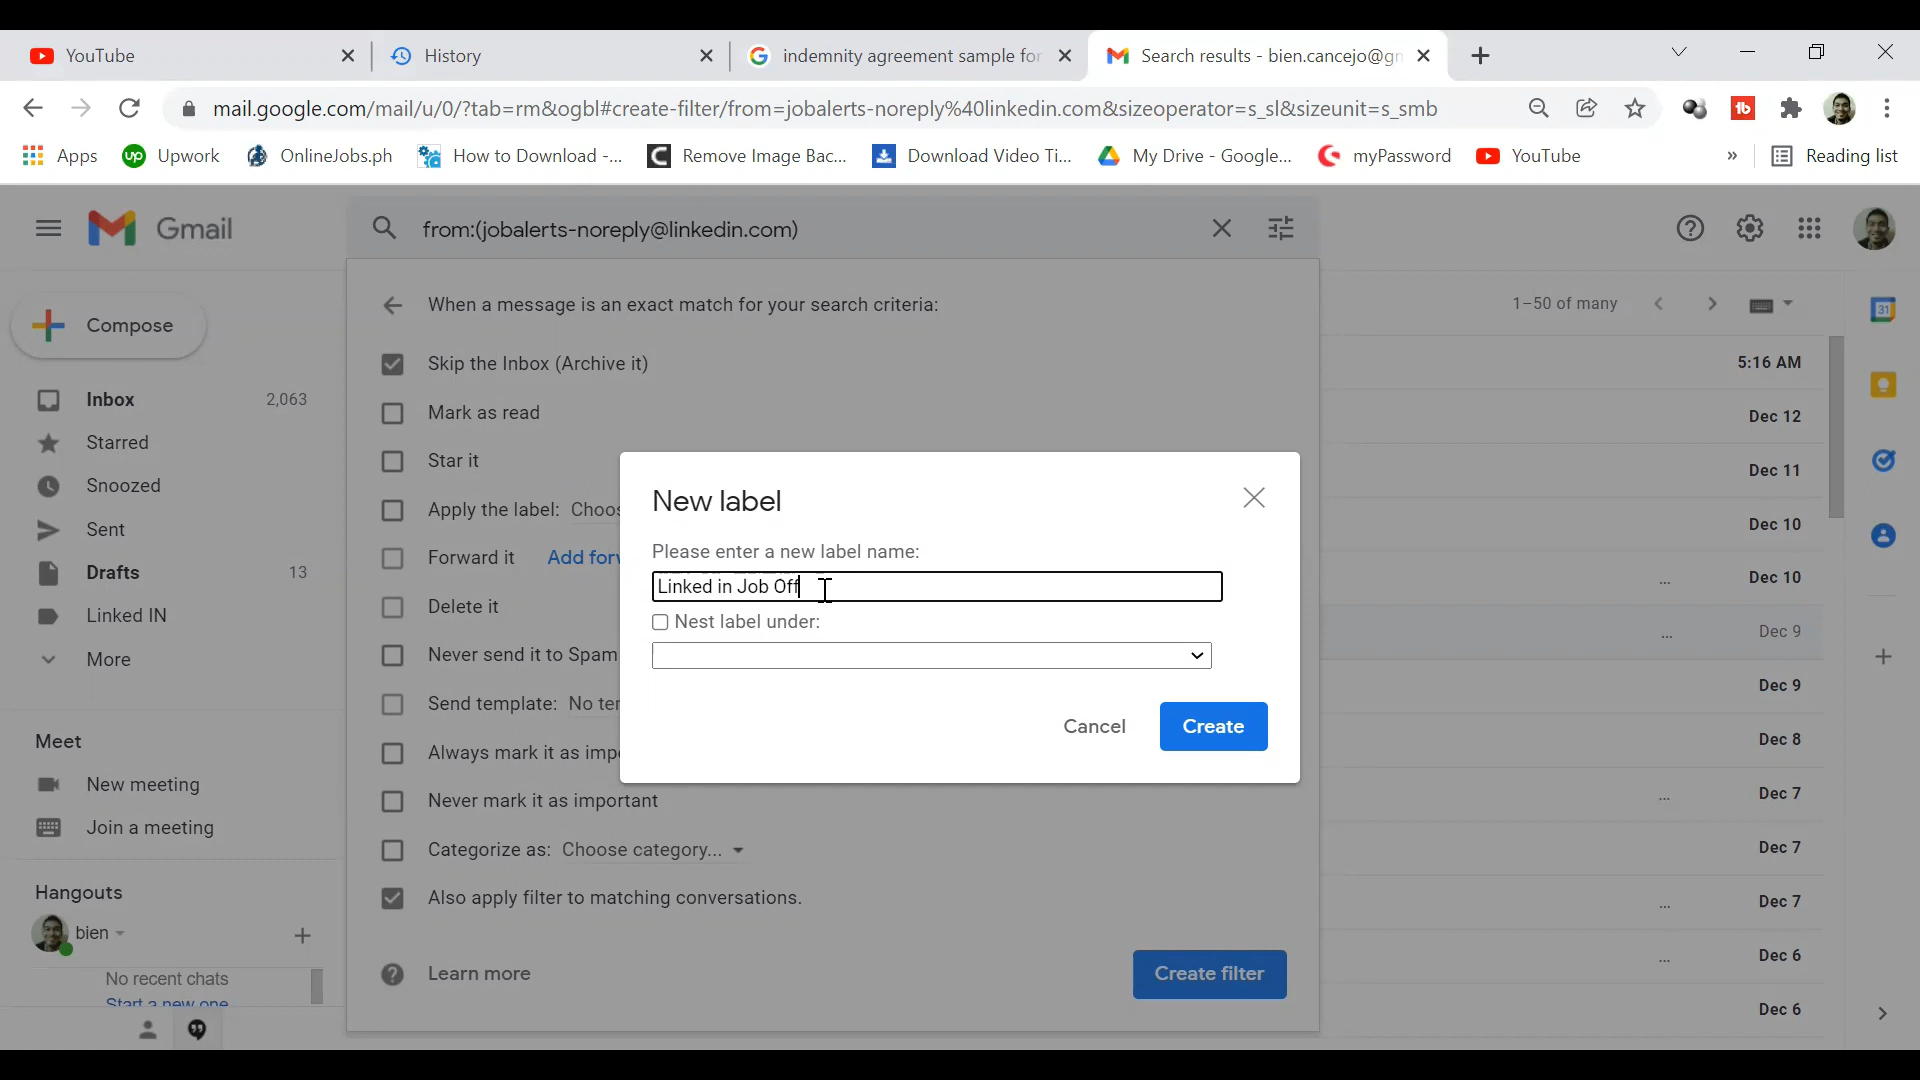 YouTube
History
indemnity agreement sample for
Search results - bien.cancejo@gm
mail.google.com/mail/u/0/?tab=rm&ogbl#create-filter/from=jobalerts-noreply%40linkedin.com&sizeoperator=s_sl&sizeunit=s_smb
Apps
up Upwork
OnlineJobs.ph
How to Download -...
Remove Image Bac...
Download Video Ti...
My Drive - Google...
myPassword
YouTube
»
Reading list
Gmail
from:(jobalerts-noreply@linkedin.com)
Compose
When a message is an exact match for your search criteria:
1–50 of many
Inbox 2,063
Starred
Snoozed
Sent
Drafts 13
Linked IN
More
Skip the Inbox (Archive it)
Mark as read
Star it
Apply the label: Choos
Forward it Add forv
Delete it
Never send it to Spam
Send template: No ter
Always mark it as impo
Never mark it as important
Categorize as: Choose category...
Also apply filter to matching conversations.
Learn more
Create filter
New label
Please enter a new label name:
Linked in Job Off
Nest label under:
Cancel
Create
5:16 AM
Dec 12
Dec 11
Dec 10
... Dec 10
... Dec 9
Dec 9
Dec 8
... Dec 7
Dec 7
... Dec 7
... Dec 6
Dec 6
31
Meet
New meeting
Join a meeting
Hangouts
bien
No recent chats
Start a new one